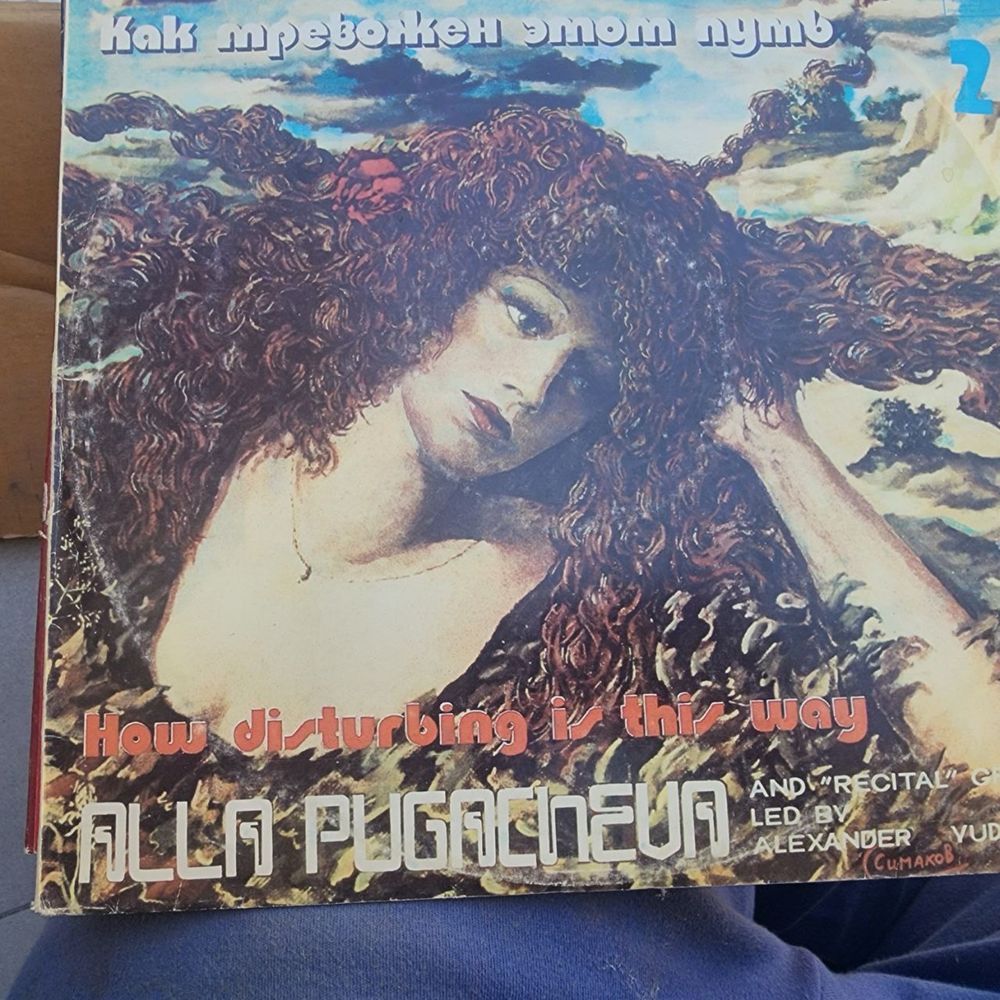 Как тревожен этот путь
2
How disturbing is this way
ALLA PUGACHEVA
AND "RECITAL"
LED BY
ALEXANDER
Симаков